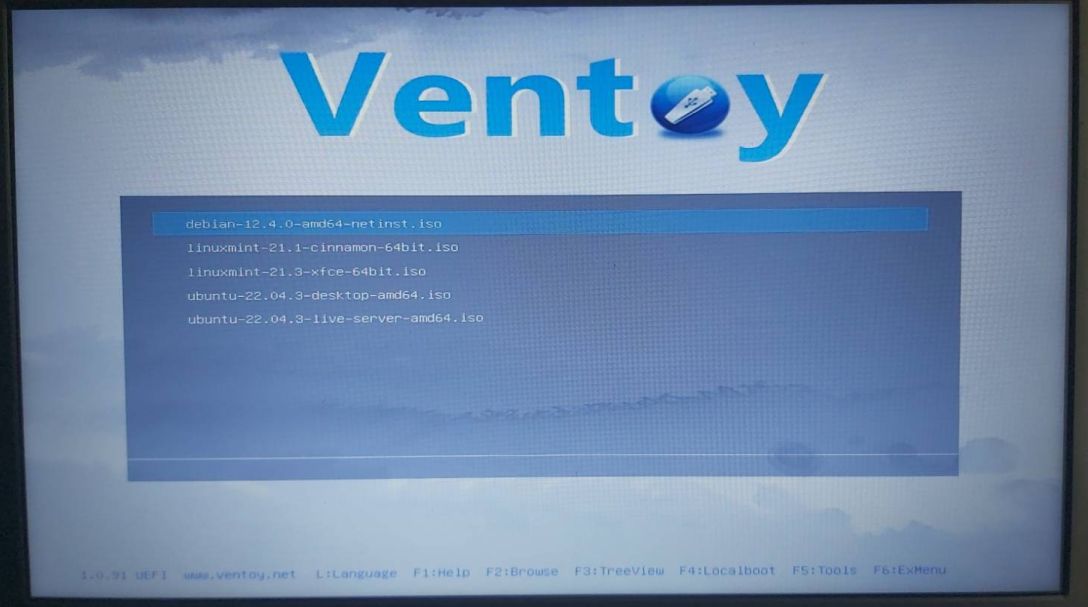 Ventoy
debian-12.4.0-amd64-netinst.iso
linuxmint-21.1-cinnamon-64bit.iso
linuxmint-21.3-xfce-64bit.iso
ubuntu-22.04.3-desktop-amd64.iso
ubuntu-22.04.3-live-server-amd64.iso
1.0.91 UEFI www.ventoy.net L:Language F1:Help F2:Browse F3:TreeView F4:Localboot F5:Tools F6:ExMenu